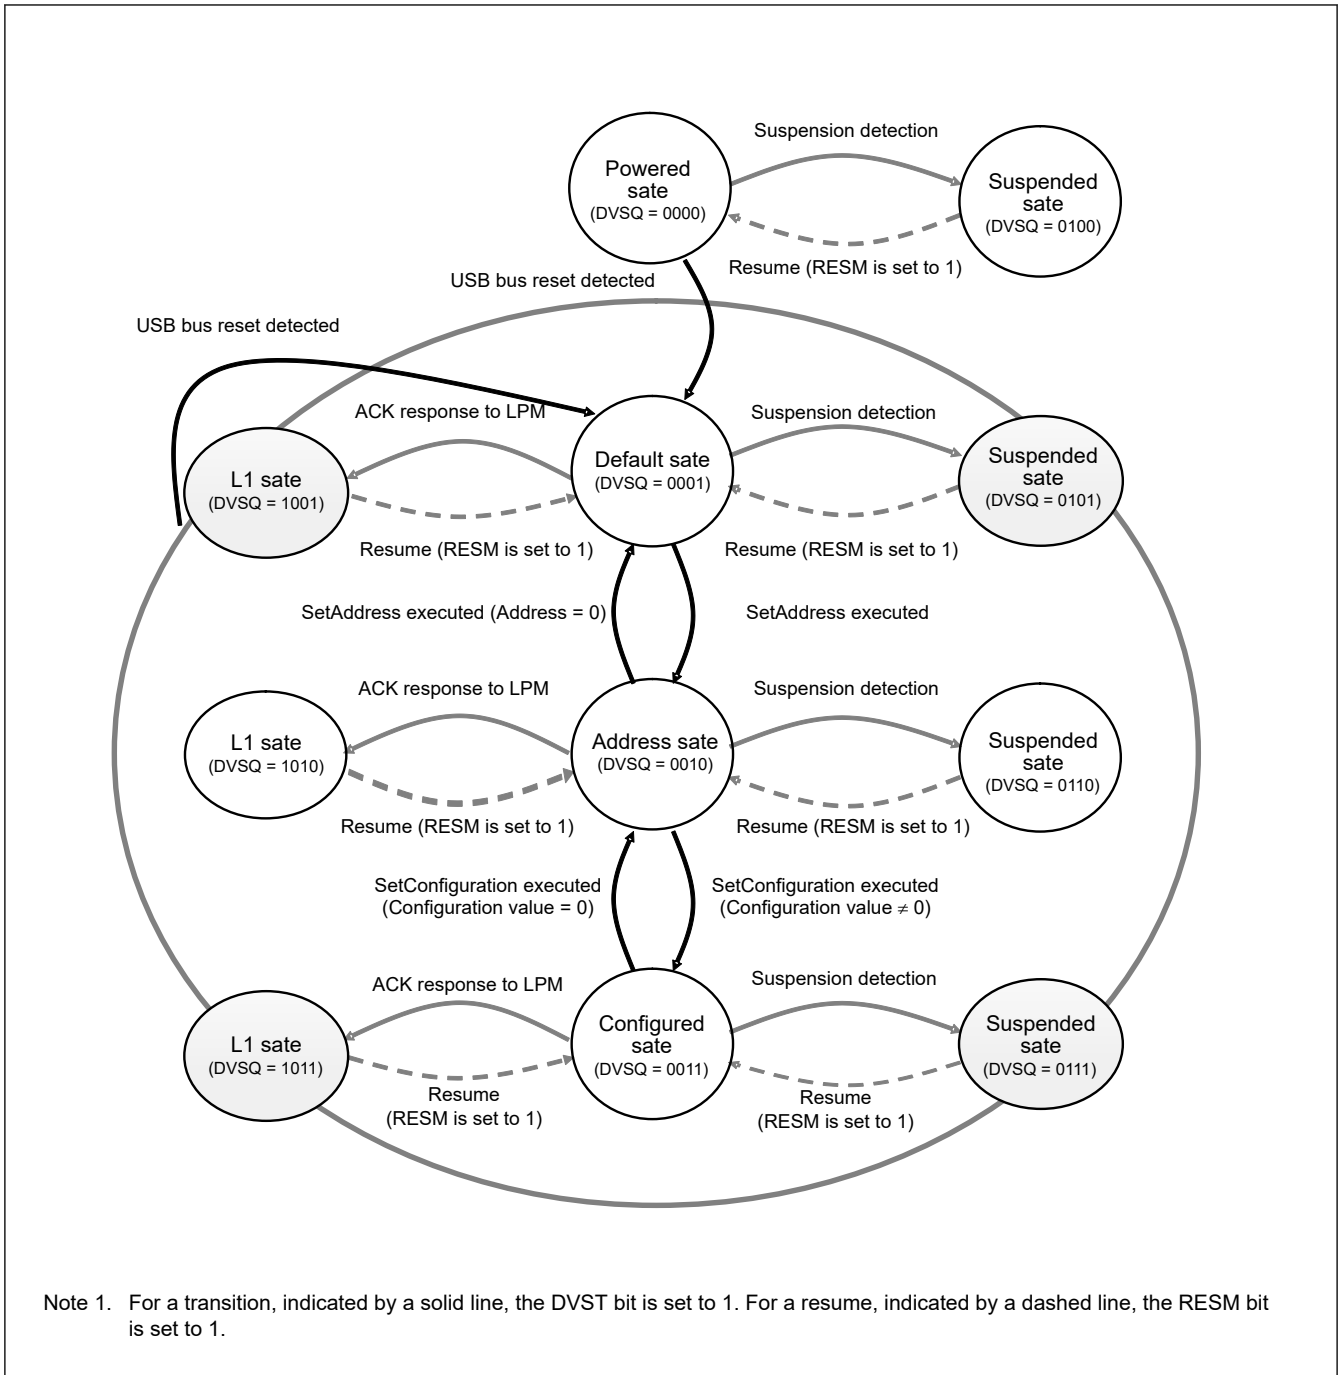 Suspension detection
Powered
sate
(DVSQ = 0000)
Suspended
sate
(DVSQ = 0100)
Resume (RESM is set to 1)
USB bus reset detected
USB bus reset detected
ACK response to LPM
Suspension detection
L1 sate
(DVSQ = 1001)
Default sate
(DVSQ = 0001)
Suspended
sate
(DVSQ = 0101)
Resume (RESM is set to 1)
Resume (RESM is set to 1)
SetAddress executed (Address = 0)
SetAddress executed
ACK response to LPM
Suspension detection
L1 sate
(DVSQ = 1010)
Address sate
(DVSQ = 0010)
Suspended
sate
(DVSQ = 0110)
Resume (RESM is set to 1)
Resume (RESM is set to 1)
SetConfiguration executed
(Configuration value = 0)
SetConfiguration executed
(Configuration value ≠ 0)
ACK response to LPM
Suspension detection
L1 sate
(DVSQ = 1011)
Configured
sate
(DVSQ = 0011)
Suspended
sate
(DVSQ = 0111)
Resume
(RESM is set to 1)
Resume
(RESM is set to 1)
Note 1. For a transition, indicated by a solid line, the DVST bit is set to 1. For a resume, indicated by a dashed line, the RESM bit
is set to 1.